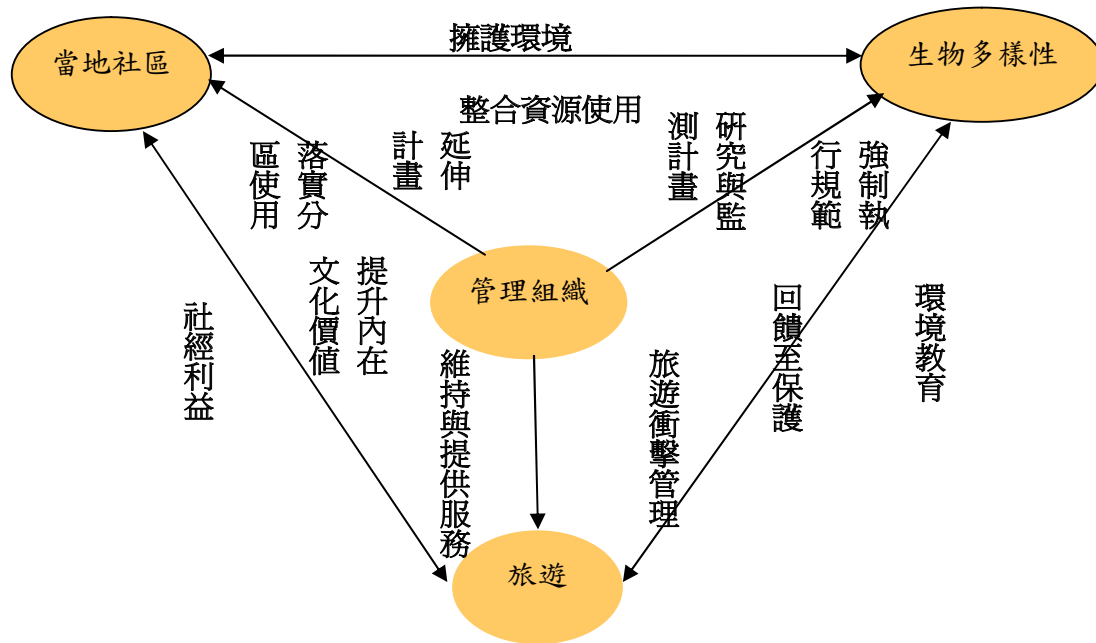 擁護環境
當地社區
生物多樣性
整合資源使用
延伸
計畫
落實分
區使用
研究與監
測計畫
強制執
行規範
管理組織
提升內在
文化價值
社經利益
維持與提供服務
旅遊衝擊管理
回饋至保護
環境教育
旅遊